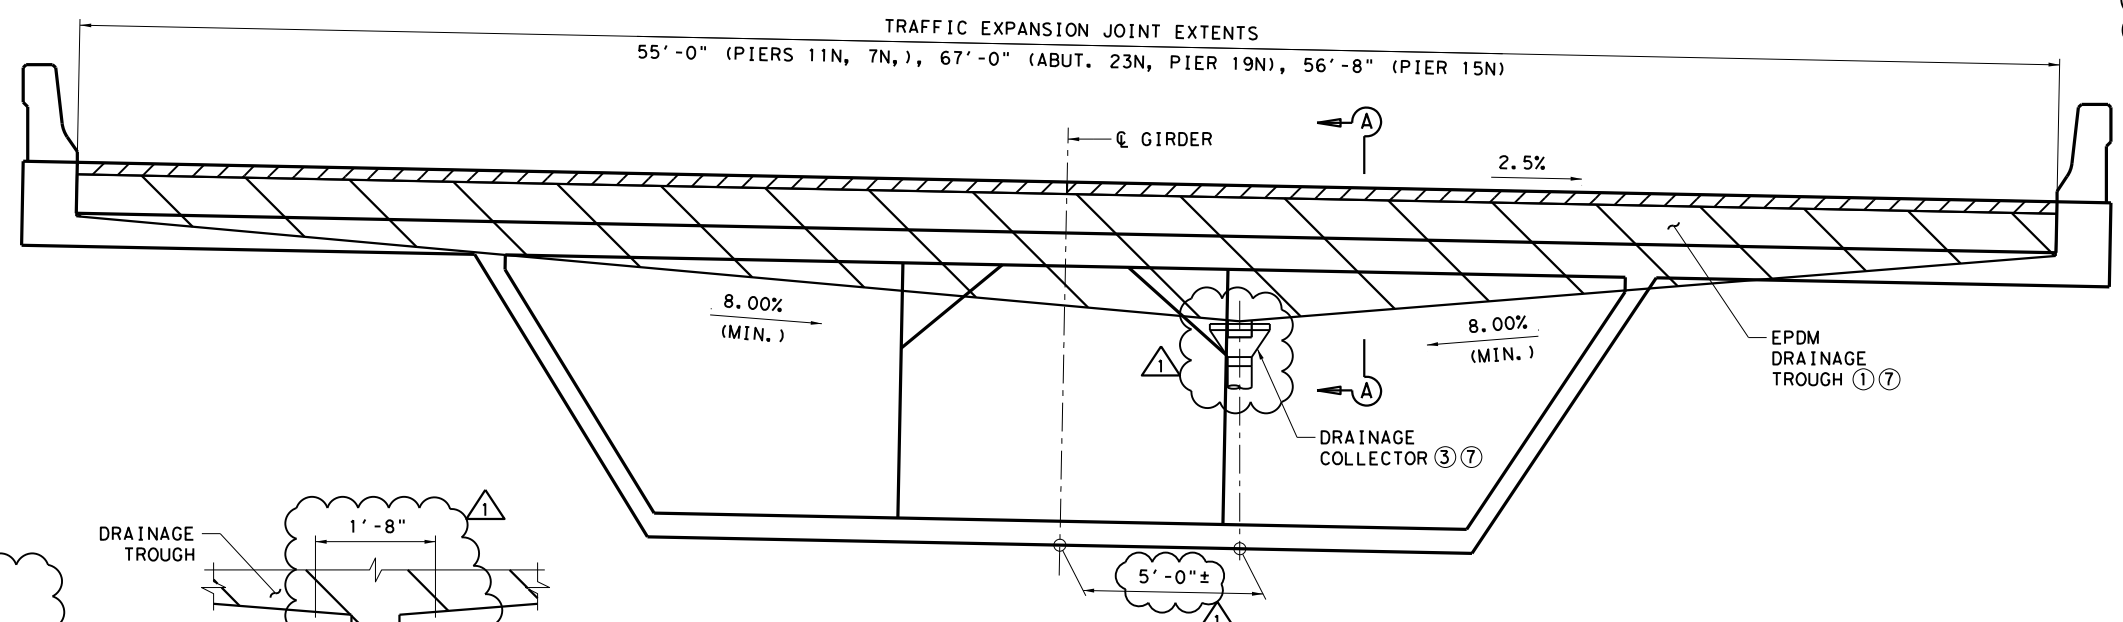 TRAFFIC EXPANSION JOINT EXTENTS
55'-0" (PIERS 11N, 7N,), 67'-0" (ABUT. 23N, PIER 19N), 56'-8" (PIER 15N)
A
℄ GIRDER
2.5%
8.00%
(MIN.)
8.00%
(MIN.)
EPDM
DRAINAGE
TROUGH ① ⑦
1
A
DRAINAGE
COLLECTOR ③ ⑦
1
1'-8"
DRAINAGE
TROUGH
5'-0"±
1